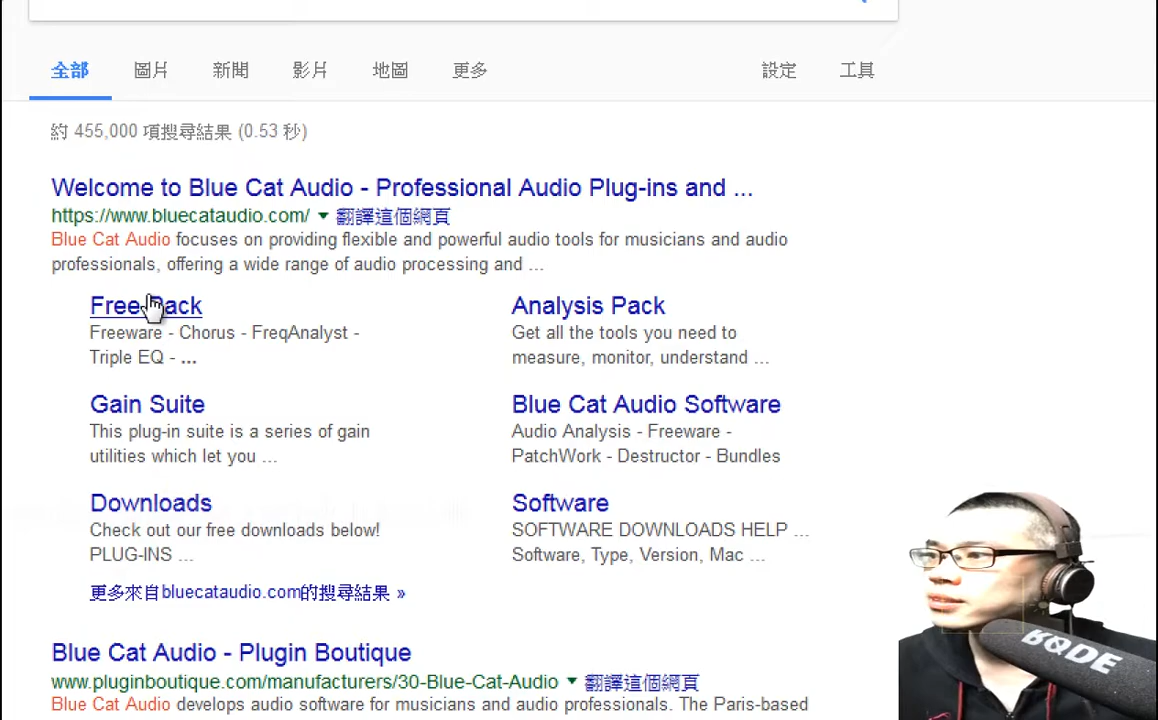 全部 圖片 新聞 影片 地圖 更多 設定 工具
約 455,000 項搜尋結果 (0.53 秒)
Welcome to Blue Cat Audio - Professional Audio Plug-ins and ...
https://www.bluecataudio.com/ ▼ 翻譯這個網頁
Blue Cat Audio focuses on providing flexible and powerful audio tools for musicians and audio
professionals, offering a wide range of audio processing and ...
Free Pack
Freeware - Chorus - FreqAnalyst -
Triple EQ - ...
Analysis Pack
Get all the tools you need to
measure, monitor, understand ...
Gain Suite
This plug-in suite is a series of gain
utilities which let you ...
Blue Cat Audio Software
Audio Analysis - Freeware -
PatchWork - Destructor - Bundles
Downloads
Check out our free downloads below!
PLUG-INS ...
Software
SOFTWARE DOWNLOADS HELP ...
Software, Type, Version, Mac ...
更多來自bluecataudio.com的搜尋結果 »
Blue Cat Audio - Plugin Boutique
www.pluginboutique.com/manufacturers/30-Blue-Cat-Audio ▼ 翻譯這個網頁
Blue Cat Audio develops audio software for musicians and audio professionals. The Paris-based
RODE